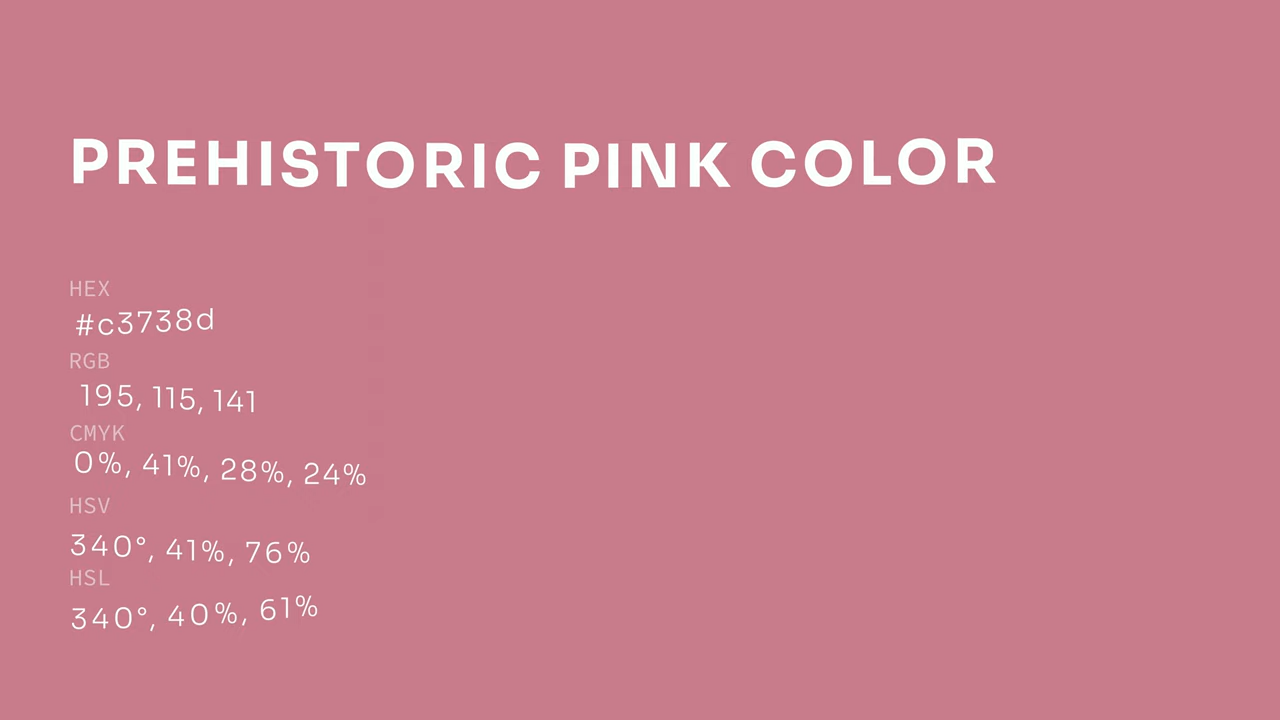 PREHISTORIC PINK COLOR
HEX
#c3738d
RGB
195, 115, 141
CMYK
0%, 41%, 28%, 24%
HSV
340°, 41%, 76%
HSL
340°, 40%, 61%